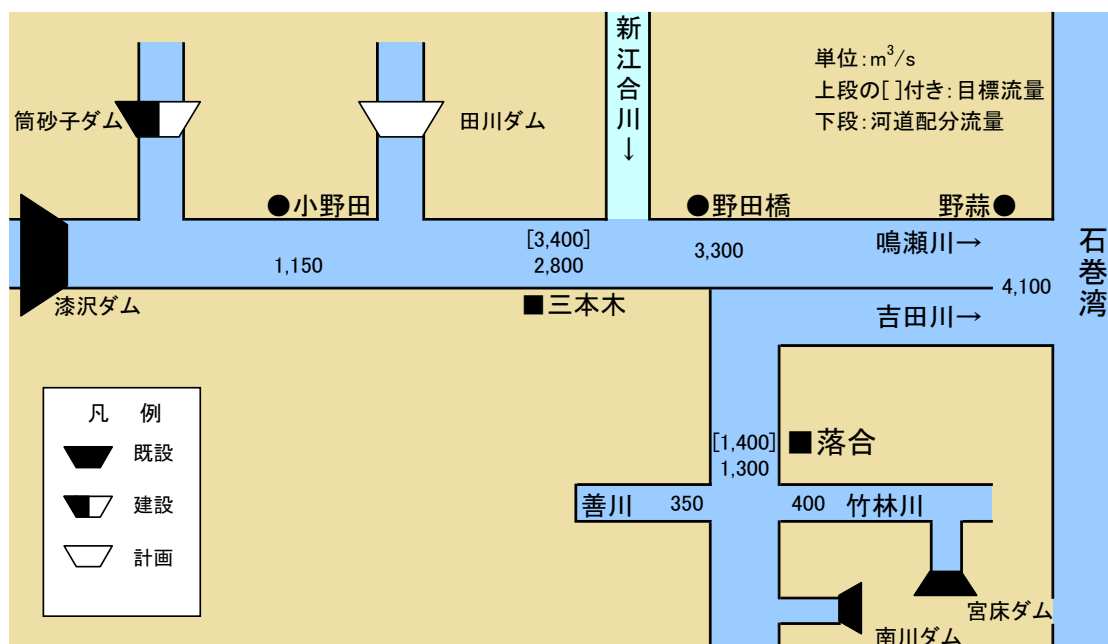 新江合川↓
単位:m³/s
上段の[ ]付き:目標流量
下段:河道配分流量
筒砂子ダム
田川ダム
●小野田
●野田橋
野蒜●
[3,400]
2,800
1,150
3,300
鳴瀬川→
石巻湾
4,100
漆沢ダム
■三本木
吉田川→
凡 例
既設
建設
計画
[1,400]
1,300
■落合
善川
350
400
竹林川
宮床ダム
南川ダム